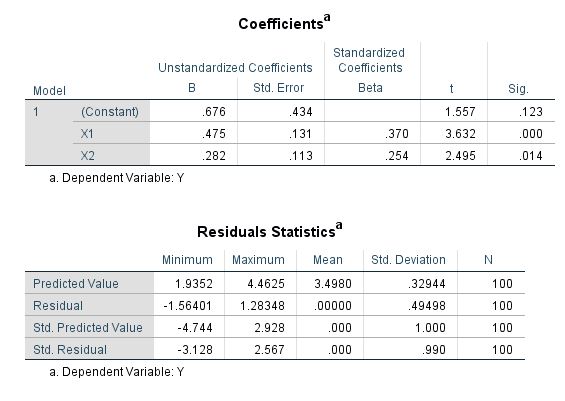 Coefficients^a
Unstandardized Coefficients Standardized Coefficients
Model B Std. Error Beta t Sig.
1 (Constant) .676 .434 1.557 .123
X1 .475 .131 .370 3.632 .000
X2 .282 .113 .254 2.495 .014
a. Dependent Variable: Y
Residuals Statistics^a
Minimum Maximum Mean Std. Deviation N
Predicted Value 1.9352 4.4625 3.4980 .32944 100
Residual -1.56401 1.28348 .00000 .49498 100
Std. Predicted Value -4.744 2.928 .000 1.000 100
Std. Residual -3.128 2.567 .000 .990 100
a. Dependent Variable: Y